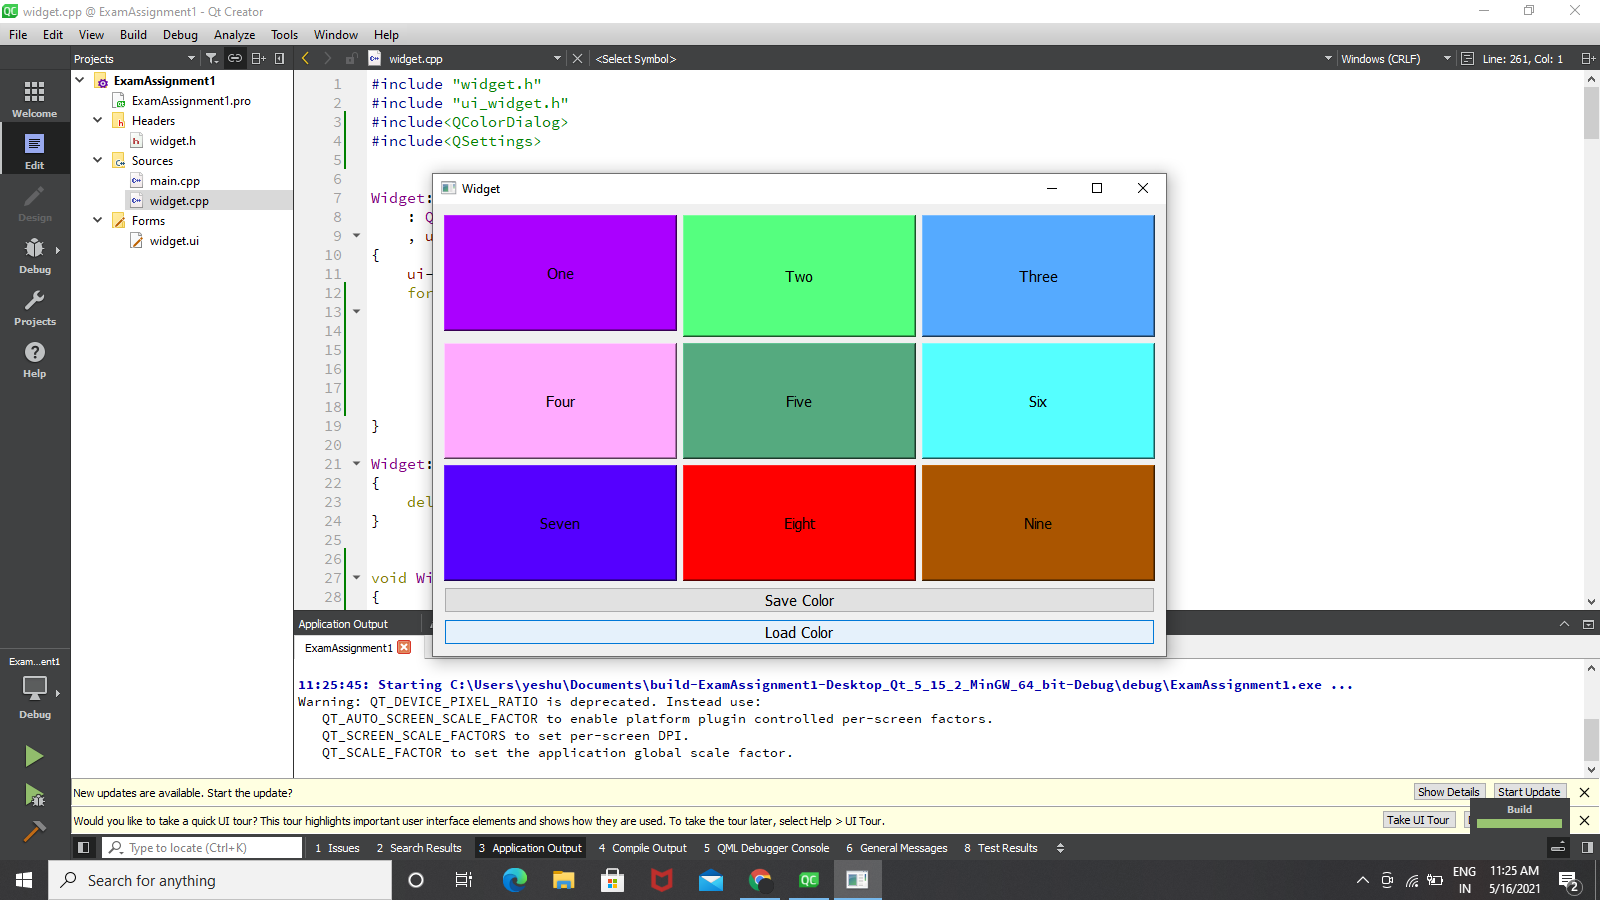 widget.cpp @ ExamAssignment1 - Qt Creator
File Edit View Build Debug Analyze Tools Window Help
Projects
widget.cpp
<Select Symbol>
Windows (CRLF)
Line: 261, Col: 1
Welcome
Edit
Design
Debug
Projects
Help
ExamAssignment1
ExamAssignment1.pro
Headers
widget.h
Sources
main.cpp
widget.cpp
Forms
widget.ui
1 #include "widget.h"
2 #include "ui_widget.h"
3 #include<QColorDialog>
4 #include<QSettings>
5
6
7 Widget:
8 : Q
9 , u
10 {
11 ui-
12 for
13
14
15
16
17
18
19 }
20
21 Widget:
22 {
23 del
24 }
25
26
27 void Wi
28 {
Widget
One Two Three
Four Five Six
Seven Eight Nine
Save Color
Load Color
Application Output
ExamAssignment1
11:25:45: Starting C:\Users\yeshu\Documents\build-ExamAssignment1-Desktop_Qt_5_15_2_MinGW_64_bit-Debug\debug\ExamAssignment1.exe ...
Warning: QT_DEVICE_PIXEL_RATIO is deprecated. Instead use:
QT_AUTO_SCREEN_SCALE_FACTOR to enable platform plugin controlled per-screen factors.
QT_SCREEN_SCALE_FACTORS to set per-screen DPI.
QT_SCALE_FACTOR to set the application global scale factor.
Exam...ent1
Debug
New updates are available. Start the update?
Show Details
Start Update
Would you like to take a quick UI tour? This tour highlights important user interface elements and shows how they are used. To take the tour later, select Help > UI Tour.
Take UI Tour
Build
Type to locate (Ctrl+K)
1 Issues
2 Search Results
3 Application Output
4 Compile Output
5 QML Debugger Console
6 General Messages
8 Test Results
Search for anything
QC
ENG
IN
11:25 AM
5/16/2021
2